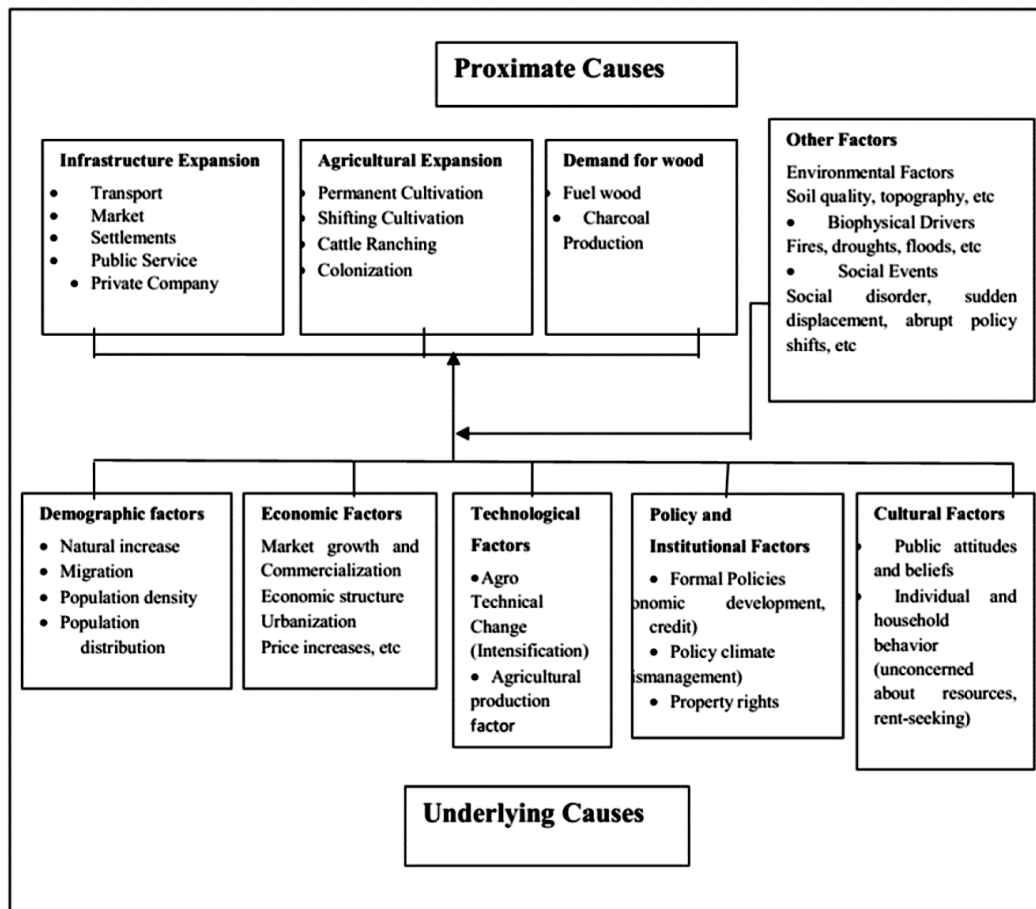 Proximate Causes
Infrastructure Expansion
• Transport
• Market
• Settlements
• Public Service
• Private Company
Agricultural Expansion
• Permanent Cultivation
• Shifting Cultivation
• Cattle Ranching
• Colonization
Demand for wood
• Fuel wood
• Charcoal
Production
Other Factors
Environmental Factors
Soil quality, topography, etc
• Biophysical Drivers
Fires, droughts, floods, etc
• Social Events
Social disorder, sudden
displacement, abrupt policy
shifts, etc
Demographic factors
• Natural increase
• Migration
• Population density
• Population
distribution
Economic Factors
Market growth and
Commercialization
Economic structure
Urbanization
Price increases, etc
Technological
Factors
• Agro
Technical
Change
(Intensification)
• Agricultural
production
factor
Policy and
Institutional Factors
• Formal Policies
onomic development,
credit)
• Policy climate
ismanagement)
• Property rights
Cultural Factors
• Public attitudes
and beliefs
• Individual and
household
behavior
(unconcerned
about resources,
rent-seeking)
Underlying Causes